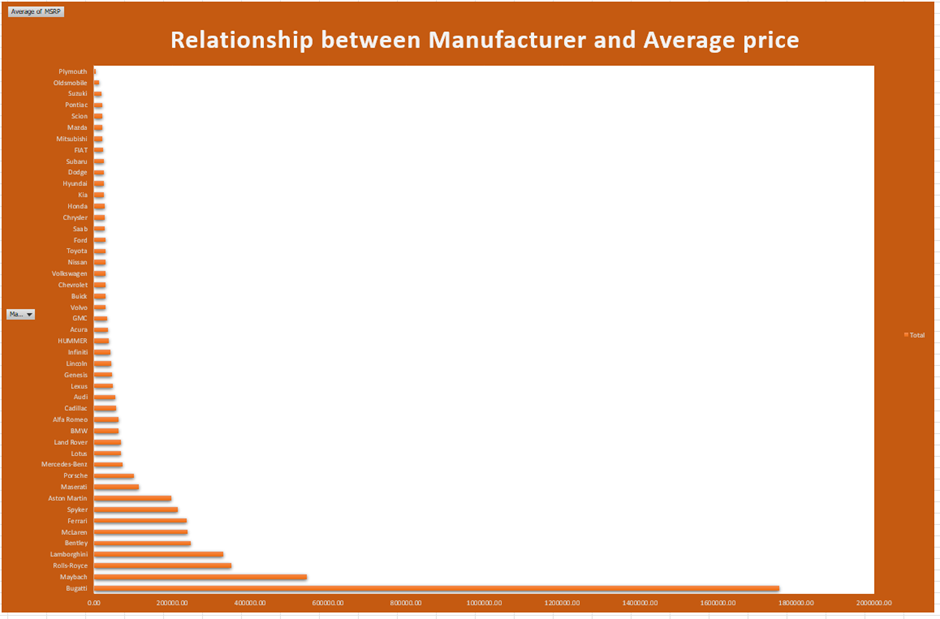 Average of MSRP
Relationship between Manufacturer and Average price
Plymouth
Oldsmobile
Suzuki
Pontiac
Scion
Mazda
Mitsubishi
FIAT
Subaru
Dodge
Hyundai
Kia
Honda
Chrysler
Saab
Ford
Toyota
Nissan
Volkswagen
Chevrolet
Buick
Volvo
Ma...
GMC
Acura
HUMMER
Total
Infiniti
Lincoln
Genesis
Lexus
Audi
Cadillac
Alfa Romeo
BMW
Land Rover
Lotus
Mercedes-Benz
Porsche
Maserati
Aston Martin
Spyker
Ferrari
McLaren
Bentley
Lamborghini
Rolls-Royce
Maybach
Bugatti
0.00 200000.00 400000.00 600000.00 800000.00 1000000.00 1200000.00 1400000.00 1600000.00 1800000.00 2000000.00